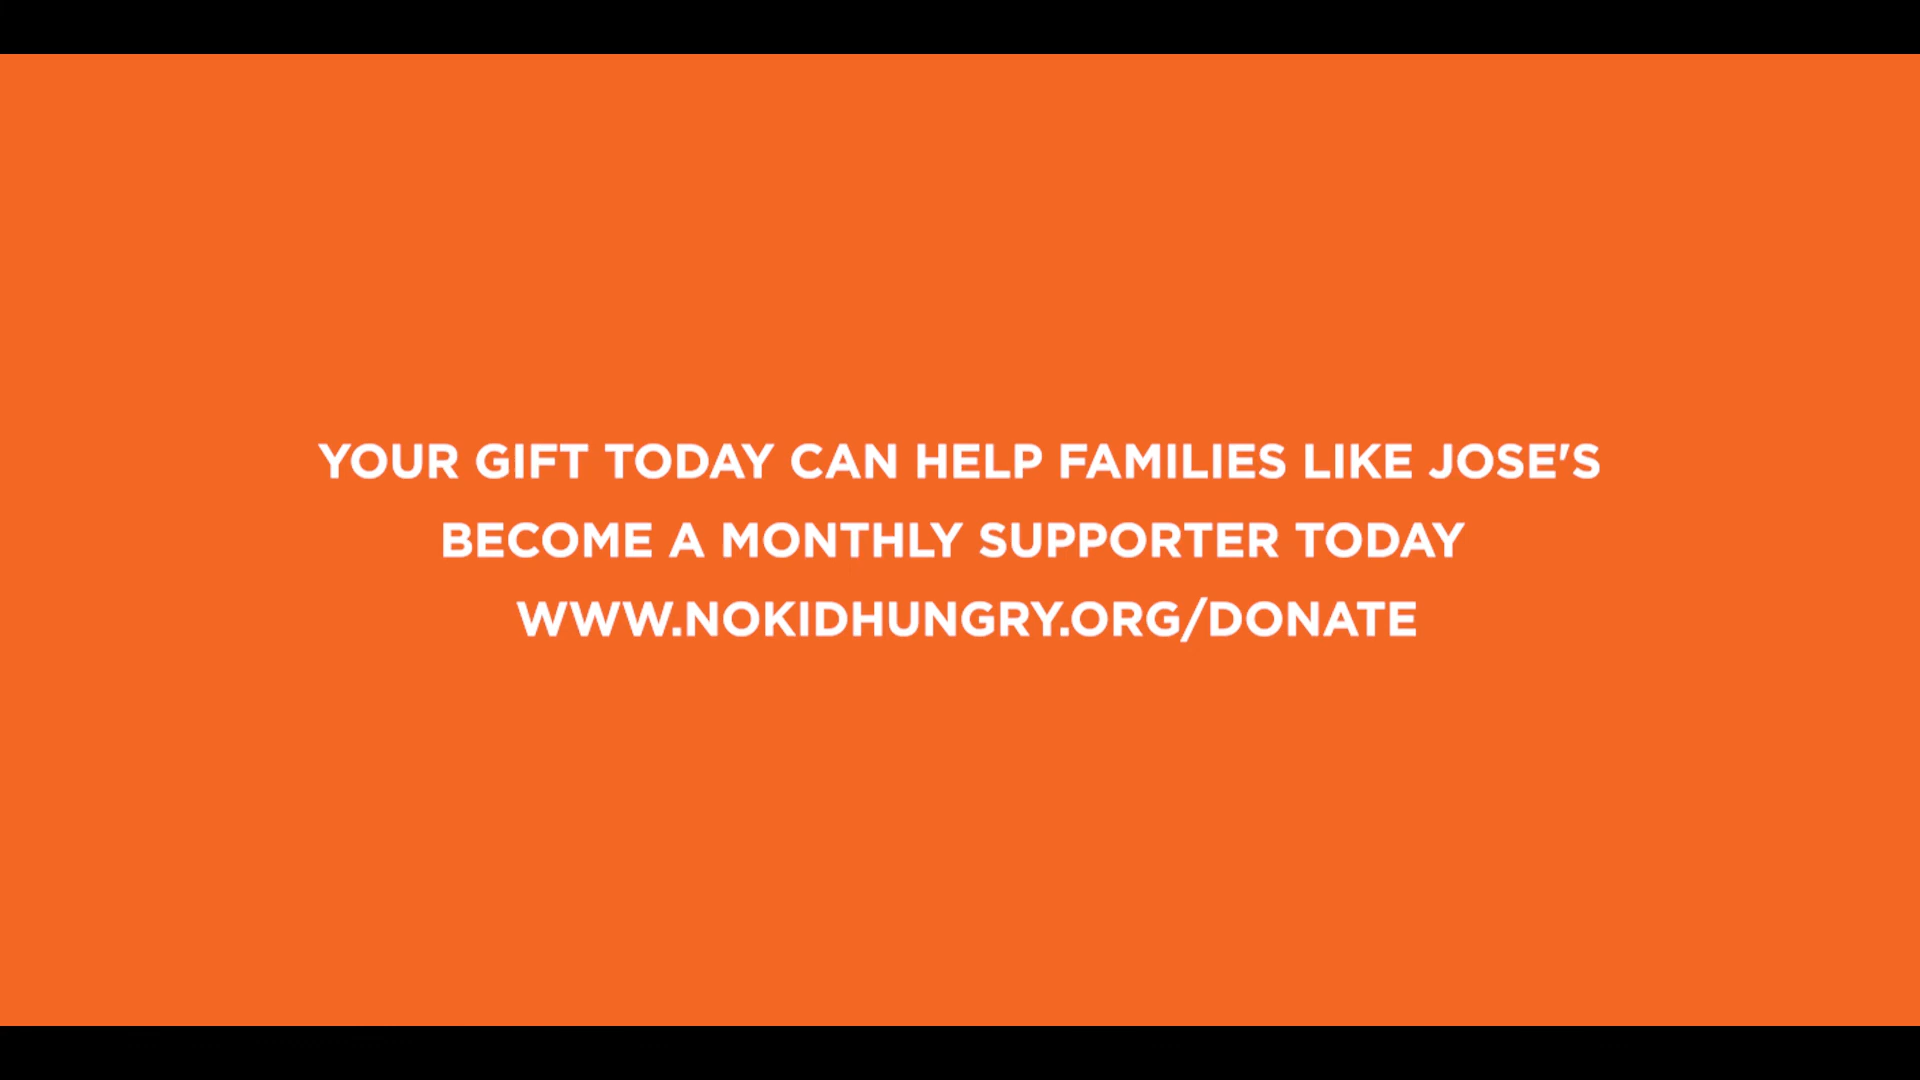 YOUR GIFT TODAY CAN HELP FAMILIES LIKE JOSE'S
BECOME A MONTHLY SUPPORTER TODAY
WWW.NOKIDHUNGRY.ORG/DONATE